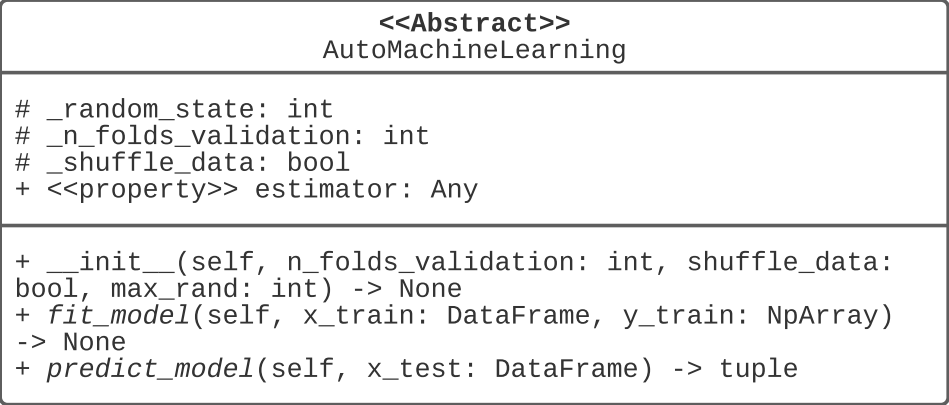 <<Abstract>>
AutoMachineLearning
# _random_state: int
# _n_folds_validation: int
# _shuffle_data: bool
+ <<property>> estimator: Any
+ __init__(self, n_folds_validation: int, shuffle_data:
bool, max_rand: int) -> None
+ fit_model(self, x_train: DataFrame, y_train: NpArray)
-> None
+ predict_model(self, x_test: DataFrame) -> tuple